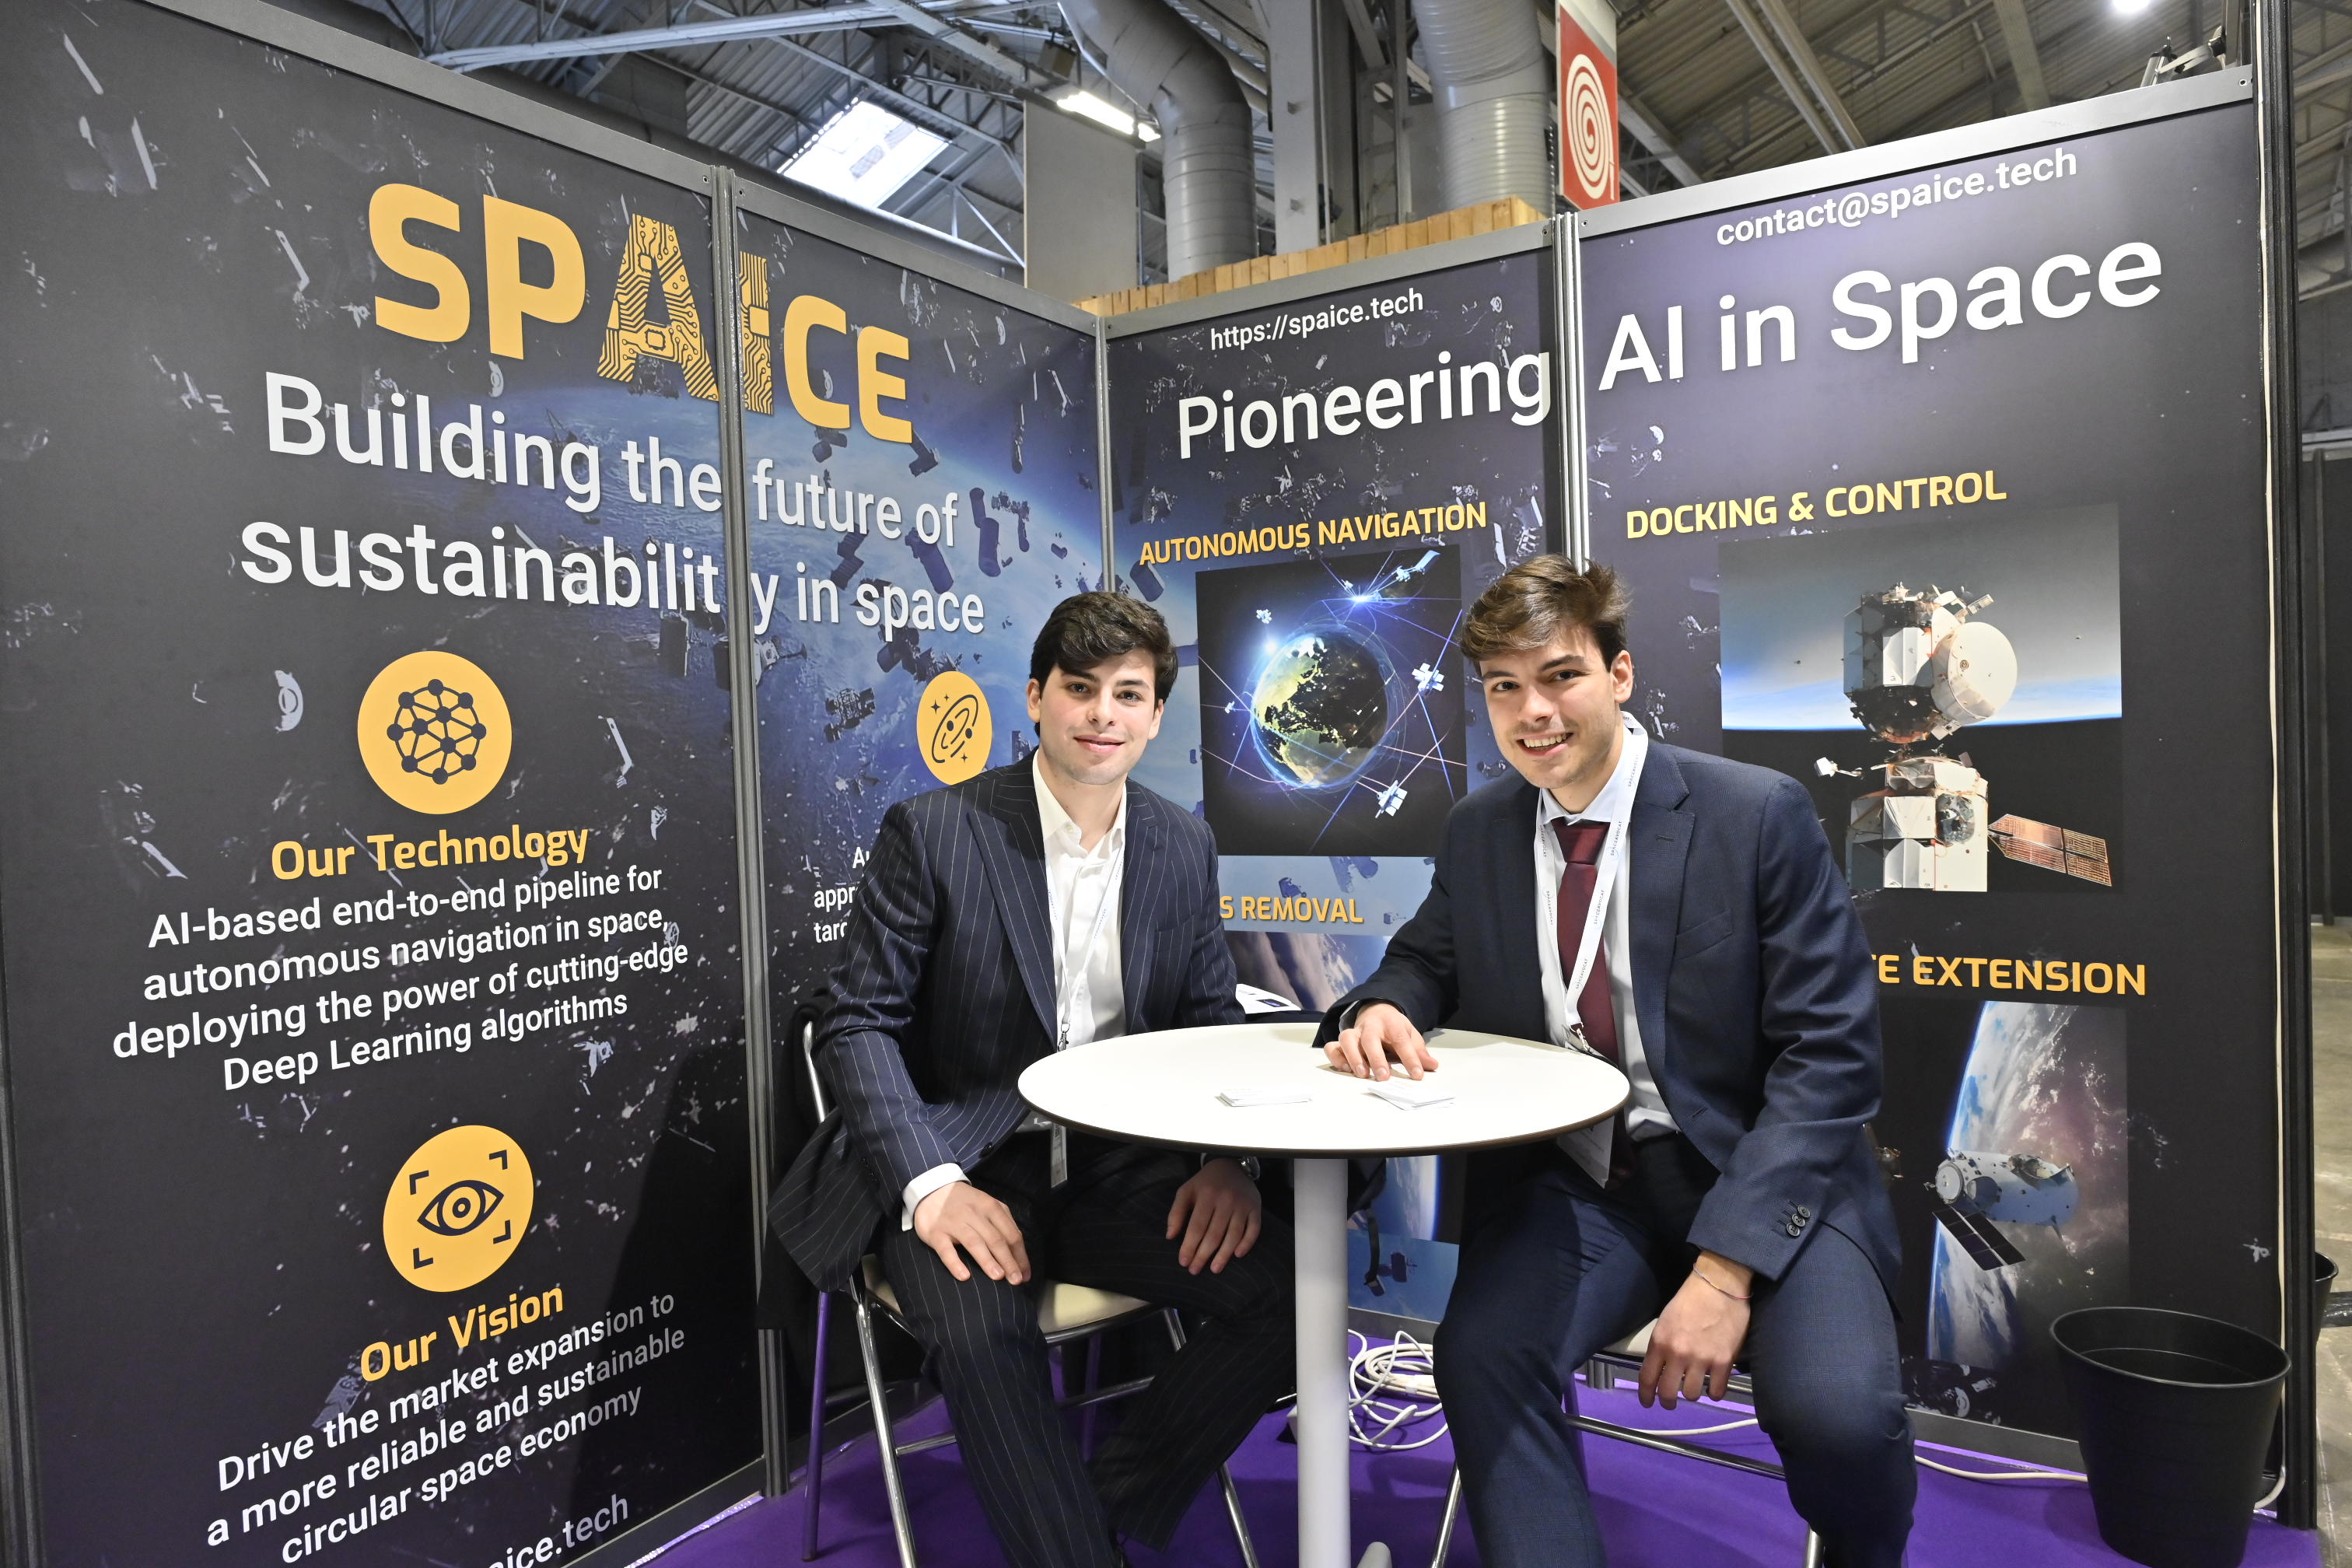 SPAICE
Building the future of
sustainability in space
Our Technology
AI-based end-to-end pipeline for
autonomous navigation in space,
deploying the power of cutting-edge
Deep Learning algorithms
Our Vision
Drive the market expansion to
a more reliable and sustainable
circular space economy
https://spaice.tech
contact@spaice.tech
Pioneering AI in Space
AUTONOMOUS NAVIGATION
DOCKING & CONTROL
REMOVAL
EXTENSION